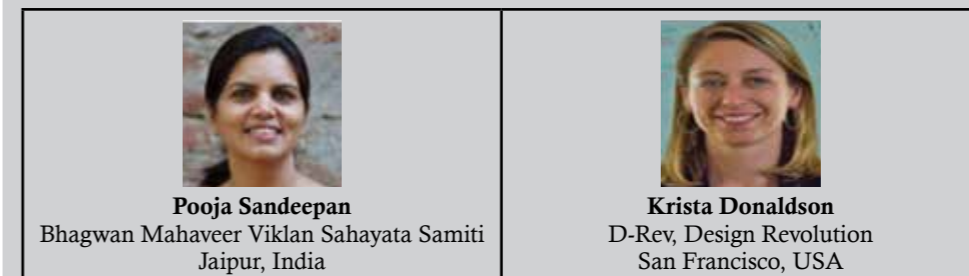 Pooja Sandeepan
Bhagwan Mahaveer Viklan Sahayata Samiti
Jaipur, India
Krista Donaldson
D-Rev, Design Revolution
San Francisco, USA